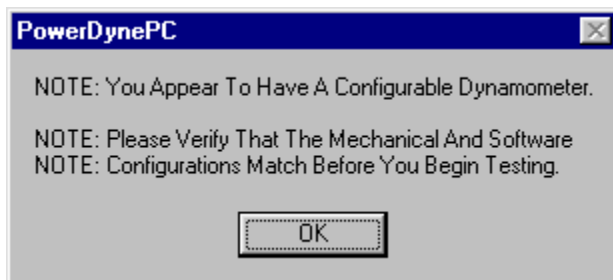 PowerDynePC
NOTE: You Appear To Have A Configurable Dynamometer.
NOTE: Please Verify That The Mechanical And Software
NOTE: Configurations Match Before You Begin Testing.
OK